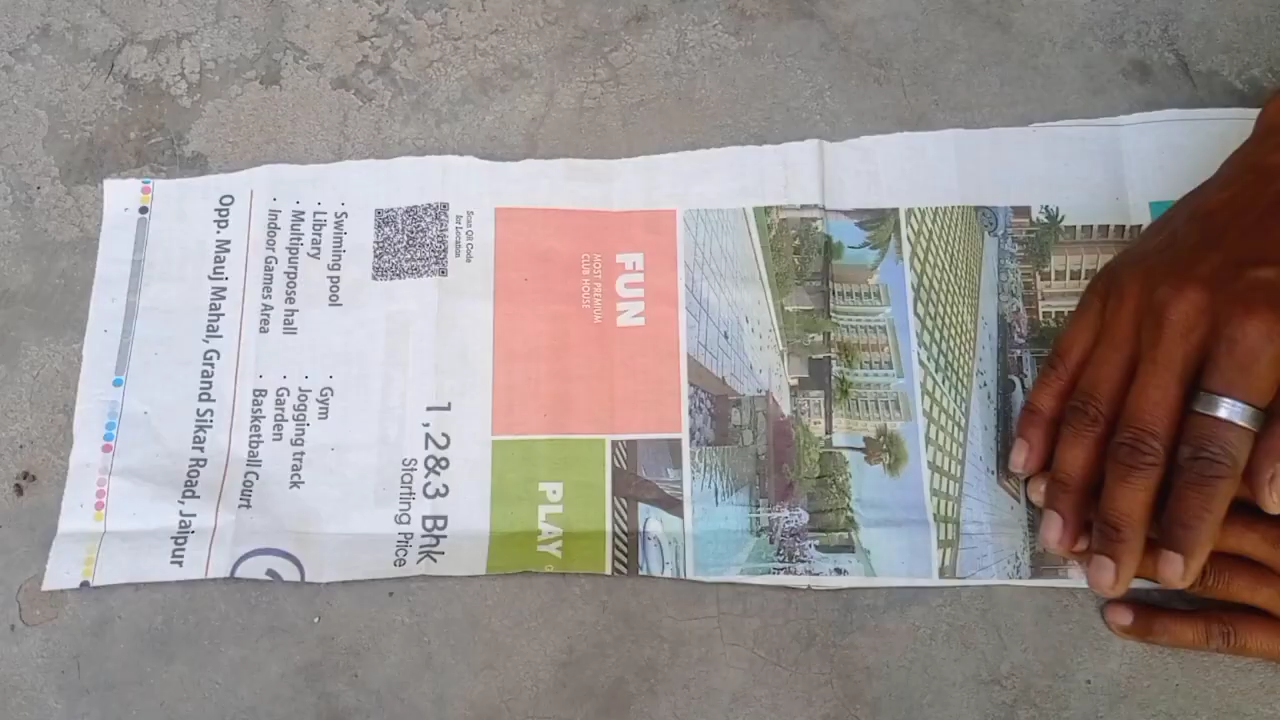 FUN
MOST PREMIUM
CLUB HOUSE
PLAY
Scan QR Code
for Location
1,2&3 Bhk
Starting Price
· Swiming pool
· Library
· Multipurpose hall
· Indoor Games Area
· Gym
· Jogging track
· Garden
· Basketball Court
Opp. Mauj Mahal, Grand Sikar Road, Jaipur